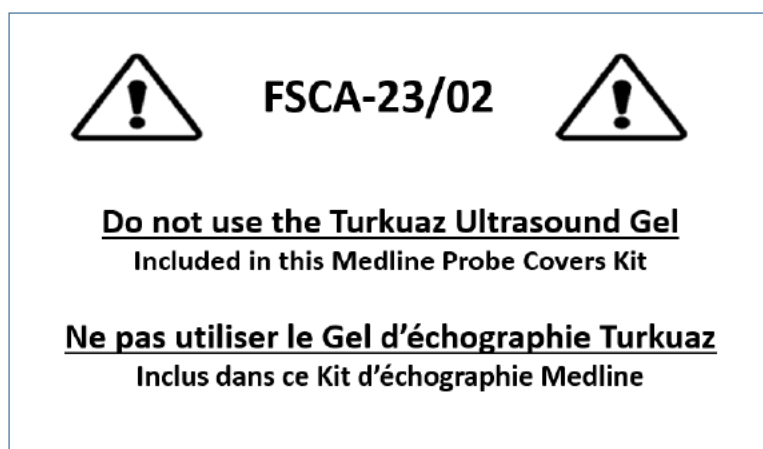 FSCA-23/02
Do not use the Turkuaz Ultrasound Gel
Included in this Medline Probe Covers Kit
Ne pas utiliser le Gel d’échographie Turkuaz
Inclus dans ce Kit d’échographie Medline